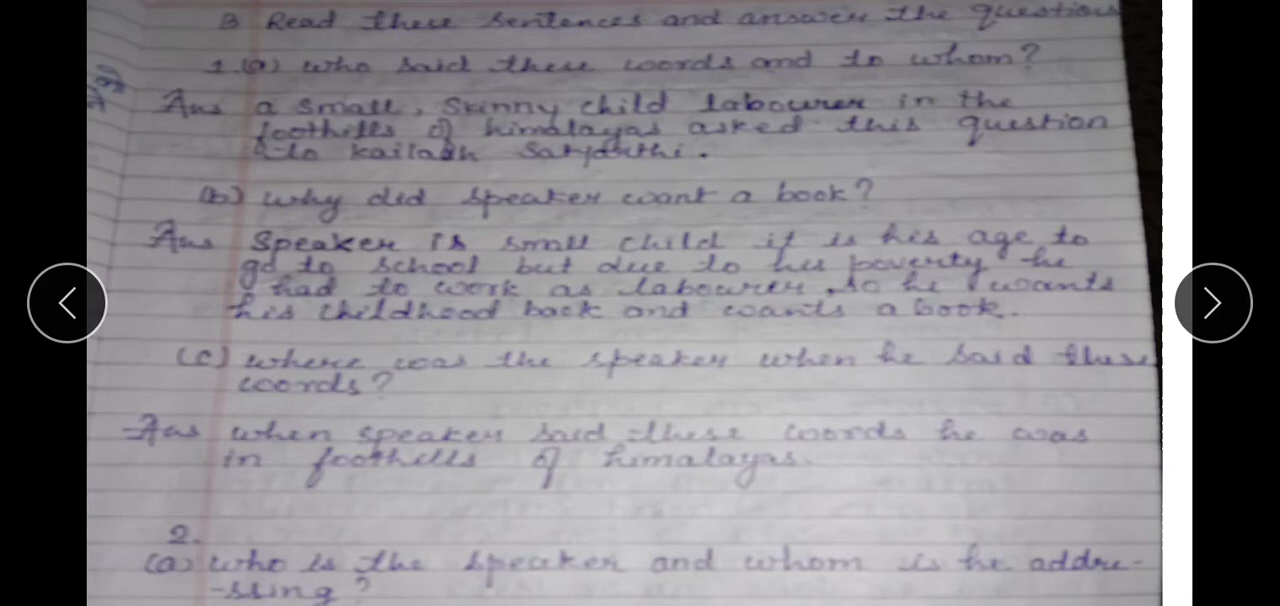 B Read these sentences and answer the questions
1.(a) who said these words and to whom?
Ans a small, skinny child labourer in the
foothills of himalayas asked this question
to kailash Satyarthi.
(b) why did speaker want a book?
Ans Speaker is small child it is his age to
go to school but due to his poverty he
had to work as labourer, so he wants
his childhood back and wants a book.
(c) where was the speaker when he said these
words?
Ans when speaker said these words he was
in foothills of himalayas.
2.
(a) who is the speaker and whom is he addre-
-ssing?